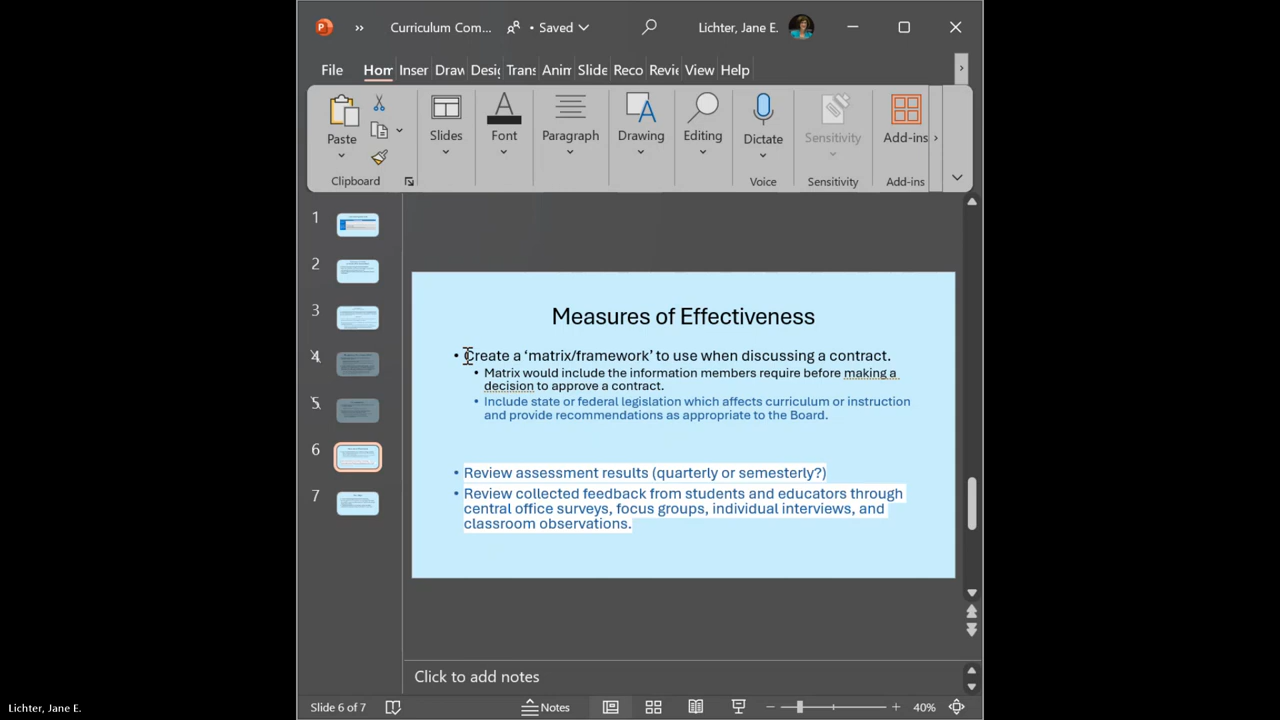 Curriculum Com... • Saved Lichter, Jane E.
File Hom Inser Draw Desig Trans Anim Slide Reco Revie View Help
Paste Slides Font Paragraph Drawing Editing Dictate Sensitivity Add-ins
Clipboard Voice Sensitivity Add-ins
1
2
3
4
5
6
7
Measures of Effectiveness
• Create a ‘matrix/framework’ to use when discussing a contract.
• Matrix would include the information members require before making a
decision to approve a contract.
• Include state or federal legislation which affects curriculum or instruction
and provide recommendations as appropriate to the Board.
• Review assessment results (quarterly or semesterly?)
• Review collected feedback from students and educators through
central office surveys, focus groups, individual interviews, and
classroom observations.
Click to add notes
Lichter, Jane E.
Slide 6 of 7 Notes 40%